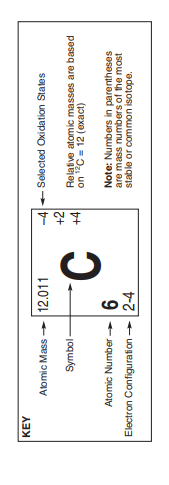 KEY
Atomic Mass
12.011
–4
Selected Oxidation States
+2
+4
Symbol
C
Relative atomic masses are based
on ¹²C = 12 (exact)
Atomic Number
6
Electron Configuration
2-4
Note: Numbers in parentheses
are mass numbers of the most
stable or common isotope.